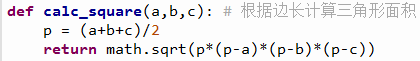 def calc_square(a,b,c): # 根据边长计算三角形面积
    p = (a+b+c)/2
    return math.sqrt(p*(p-a)*(p-b)*(p-c))